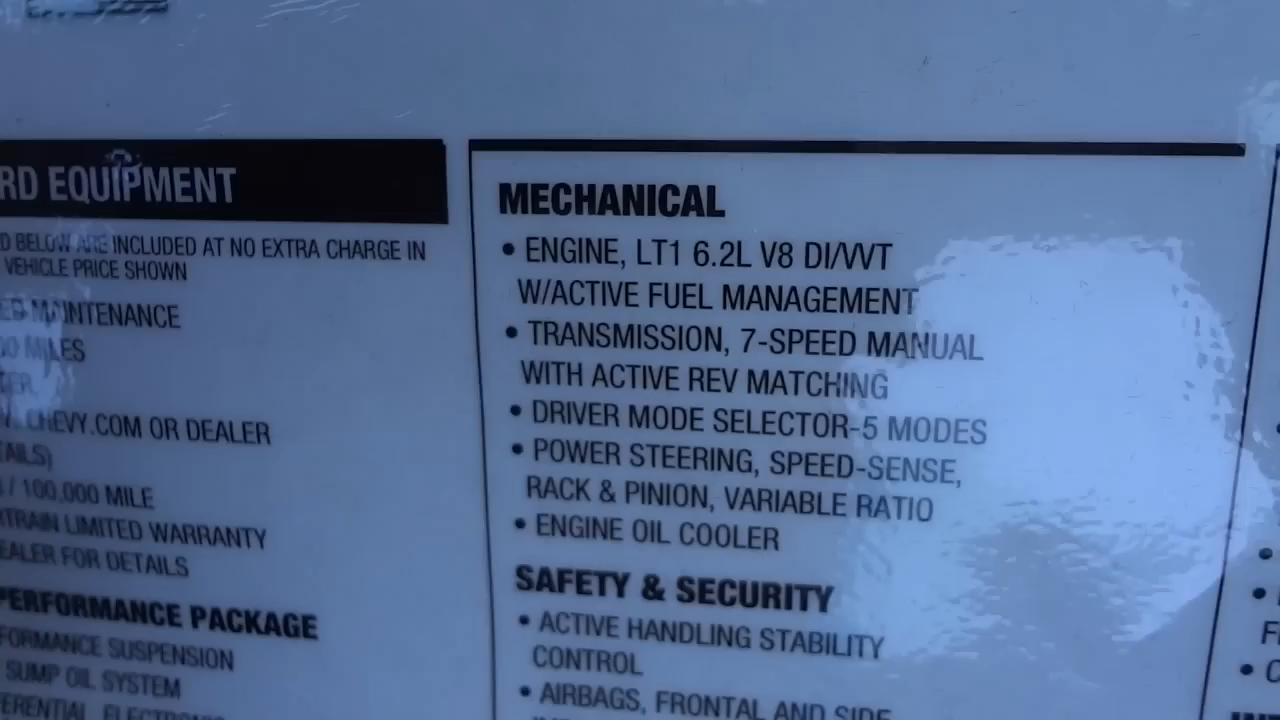 RD EQUIPMENT
D BELOW ARE INCLUDED AT NO EXTRA CHARGE IN
VEHICLE PRICE SHOWN
MAINTENANCE
MILES
CHEVY.COM OR DEALER
AILS)
/ 100,000 MILE
TRAIN LIMITED WARRANTY
EALER FOR DETAILS
PERFORMANCE PACKAGE
FORMANCE SUSPENSION
SUMP OIL SYSTEM
ERENTIAL, ELECTRONIC
MECHANICAL
• ENGINE, LT1 6.2L V8 DI/VVT
W/ACTIVE FUEL MANAGEMENT
• TRANSMISSION, 7-SPEED MANUAL
WITH ACTIVE REV MATCHING
• DRIVER MODE SELECTOR-5 MODES
• POWER STEERING, SPEED-SENSE,
RACK & PINION, VARIABLE RATIO
• ENGINE OIL COOLER
SAFETY & SECURITY
• ACTIVE HANDLING STABILITY
CONTROL
• AIRBAGS, FRONTAL AND SIDE